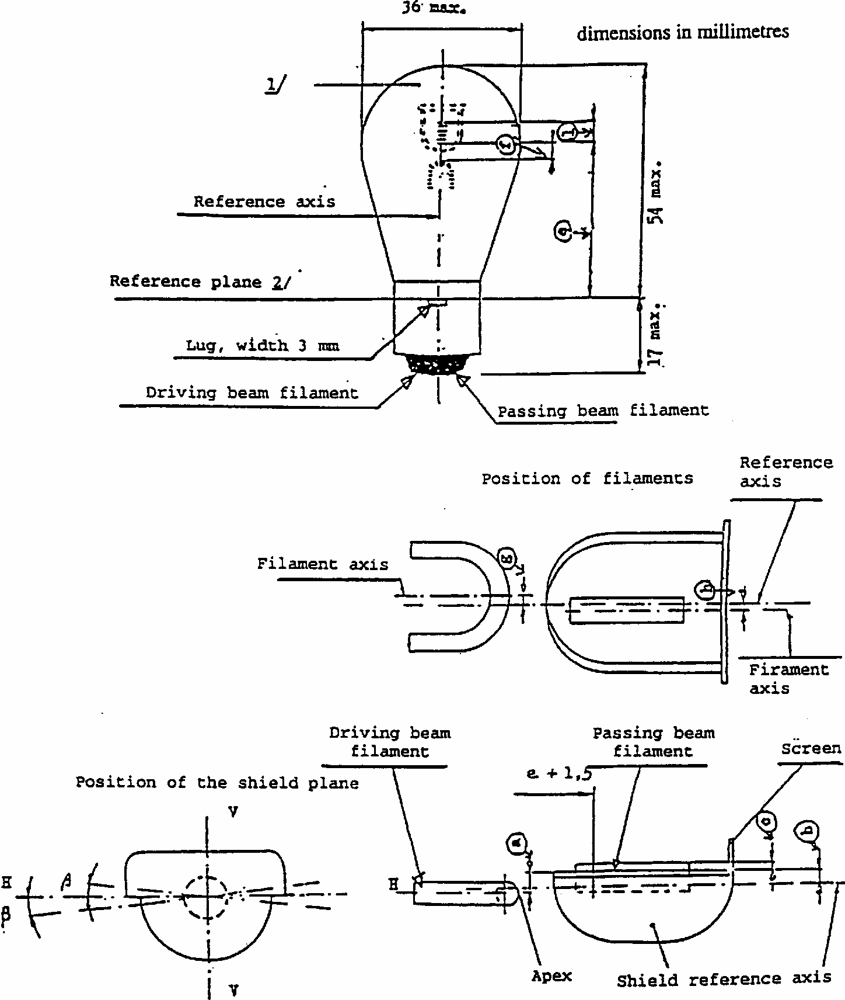 36 max.
dimensions in millimetres
1/
l
f
54 max.
Reference axis
e
Reference plane 2/
17 max.
Lug, width 3 mm
Driving beam filament
Passing beam filament
Position of filaments
Reference
axis
Filament axis
g
h
Firament
axis
Driving beam
filament
Passing beam
filament
Screen
e + 1,5
Position of the shield plane
V
a
c
b
H
β
H
β
Apex
Shield reference axis
V